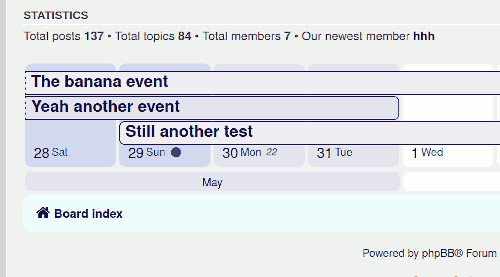 STATISTICS
Total posts 137 • Total topics 84 • Total members 7 • Our newest member hhh
The banana event
Yeah another event
Still another test
28 Sat 29 Sun 30 Mon 22 31 Tue 1 Wed
May
Board index
Powered by phpBB® Forum